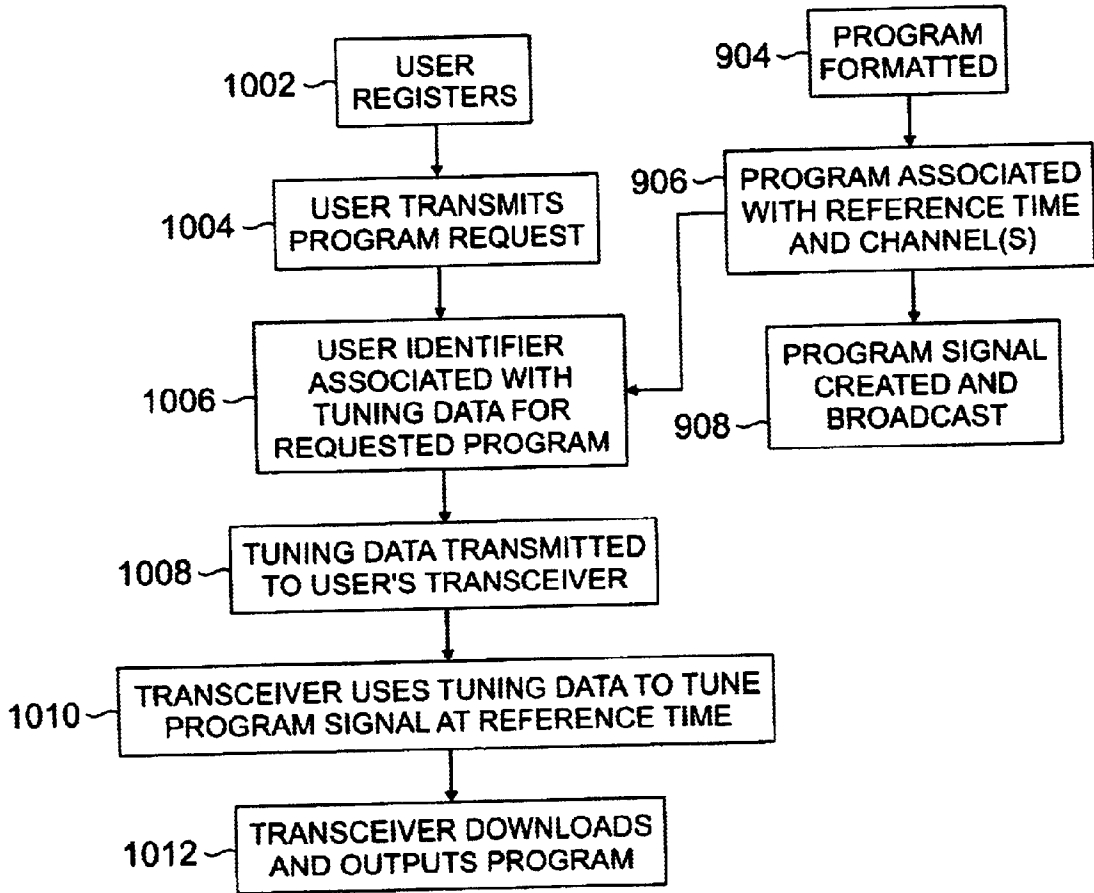 1002
USER
REGISTERS
1004
USER TRANSMITS
PROGRAM REQUEST
1006
USER IDENTIFIER
ASSOCIATED WITH
TUNING DATA FOR
REQUESTED PROGRAM
1008
TUNING DATA TRANSMITTED
TO USER'S TRANSCEIVER
1010
TRANSCEIVER USES TUNING DATA TO TUNE
PROGRAM SIGNAL AT REFERENCE TIME
1012
TRANSCEIVER DOWNLOADS
AND OUTPUTS PROGRAM
904
PROGRAM
FORMATTED
906
PROGRAM ASSOCIATED
WITH REFERENCE TIME
AND CHANNEL(S)
908
PROGRAM SIGNAL
CREATED AND
BROADCAST